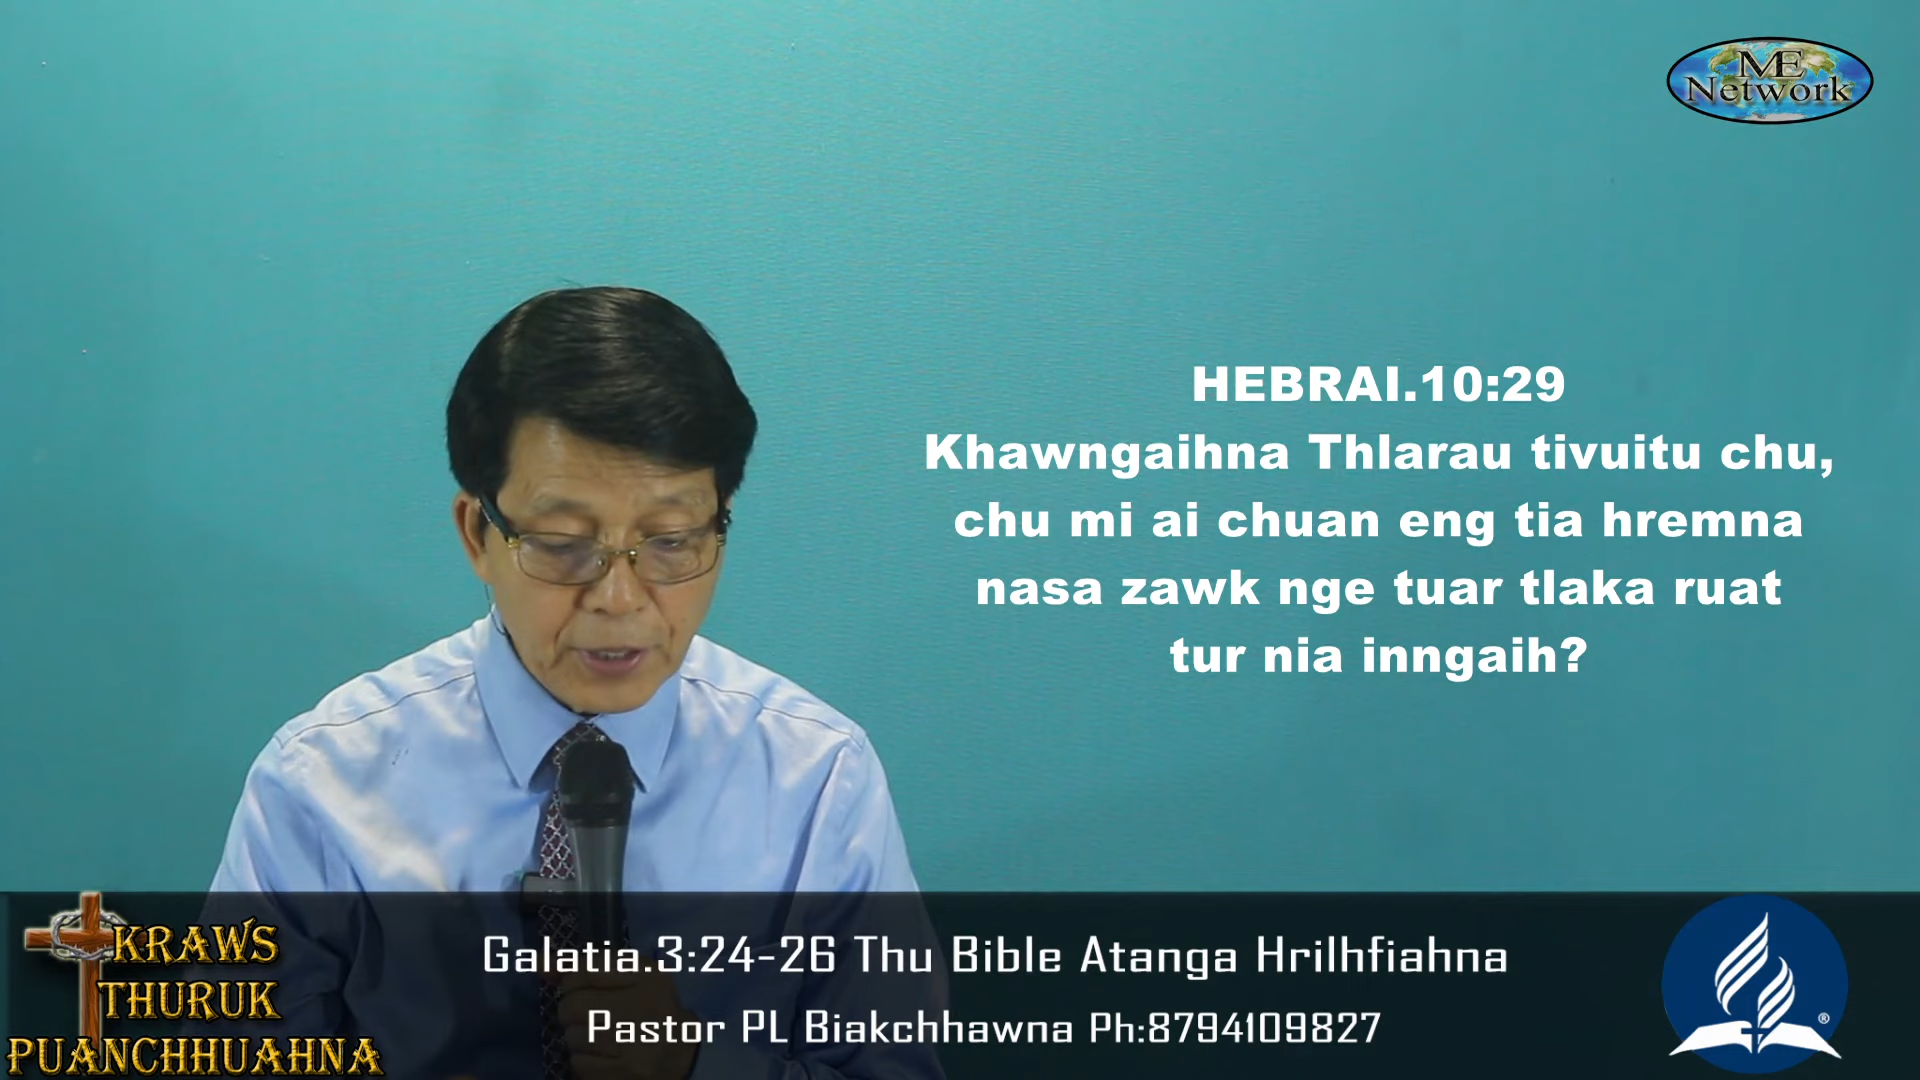 ME
Network
HEBRAI.10:29
Khawngaihna Thlarau tivuitu chu,
chu mi ai chuan eng tia hremna
nasa zawk nge tuar tlaka ruat
tur nia inngaih?
KRAWS
THURUK
PUANCHHUAHNA
Galatia.3:24-26 Thu Bible Atanga Hrilhfiahna
Pastor PL Biakchhawna Ph:8794109827
®